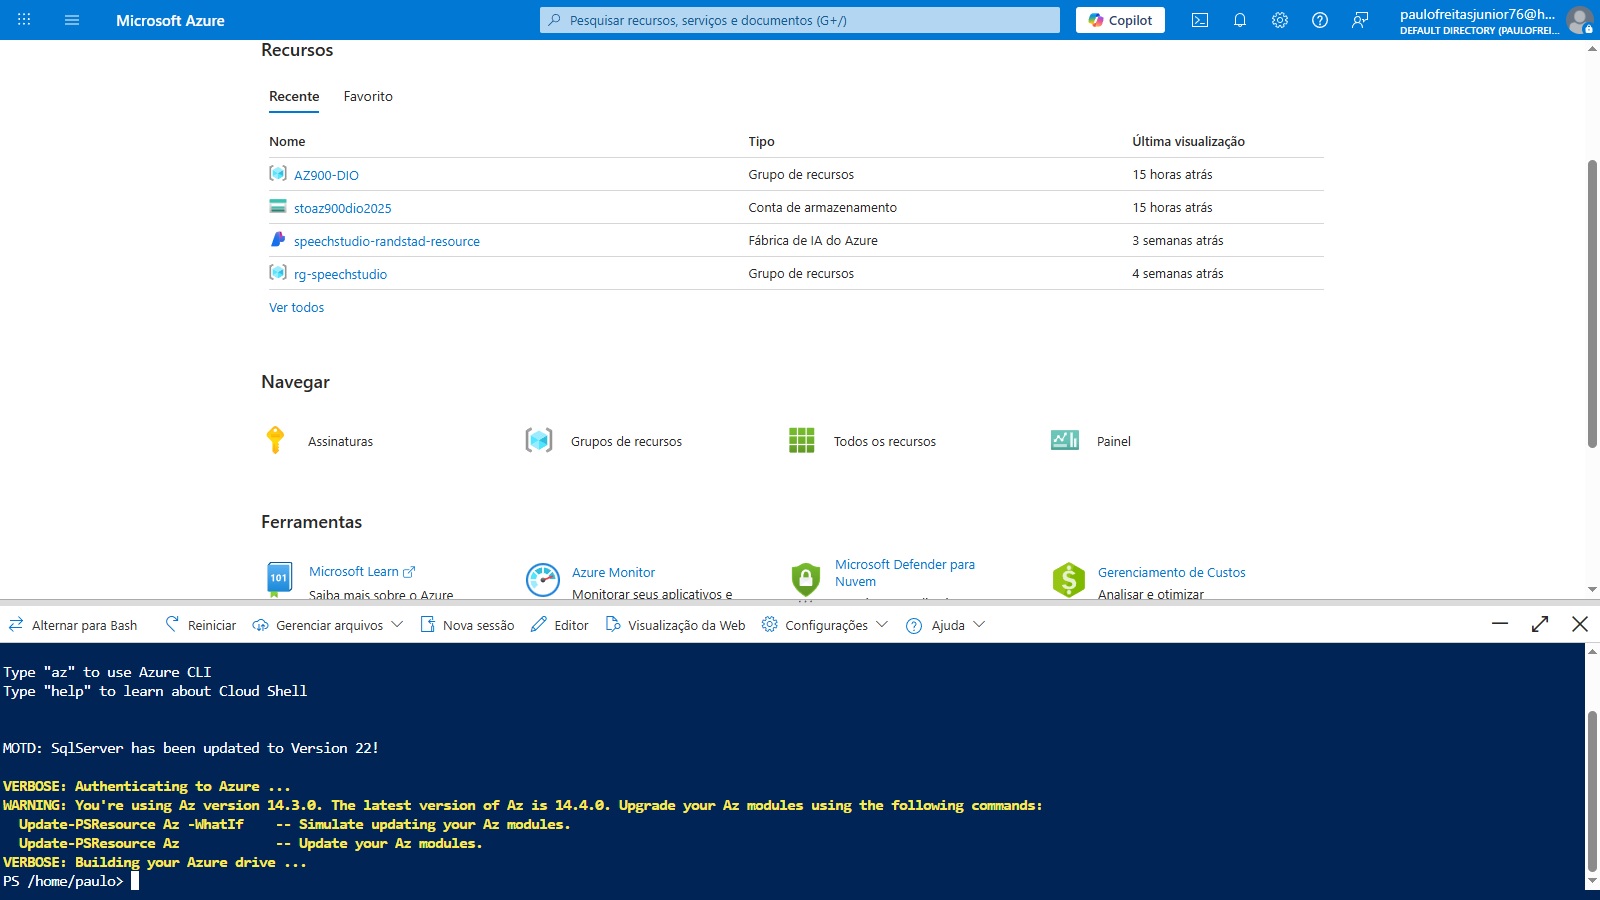 Microsoft Azure
Pesquisar recursos, serviços e documentos (G+/)
Copilot
paulofreitasjunior76@h...
DEFAULT DIRECTORY (PAULOFREI...
Recursos
Recente Favorito
Nome Tipo Última visualização
AZ900-DIO Grupo de recursos 15 horas atrás
stoaz900dio2025 Conta de armazenamento 15 horas atrás
speechstudio-randstad-resource Fábrica de IA do Azure 3 semanas atrás
rg-speechstudio Grupo de recursos 4 semanas atrás
Ver todos
Navegar
Assinaturas Grupos de recursos Todos os recursos Painel
Ferramentas
101
Microsoft Learn
Saiba mais sobre o Azure
Azure Monitor
Monitorar seus aplicativos e
Microsoft Defender para
Nuvem
Gerenciamento de Custos
Analisar e otimizar
Alternar para Bash Reiniciar Gerenciar arquivos Nova sessão Editor Visualização da Web Configurações Ajuda
Type "az" to use Azure CLI
Type "help" to learn about Cloud Shell
MOTD: SqlServer has been updated to Version 22!
VERBOSE: Authenticating to Azure ...
WARNING: You're using Az version 14.3.0. The latest version of Az is 14.4.0. Upgrade your Az modules using the following commands:
Update-PSResource Az -WhatIf -- Simulate updating your Az modules.
Update-PSResource Az -- Update your Az modules.
VERBOSE: Building your Azure drive ...
PS /home/paulo>